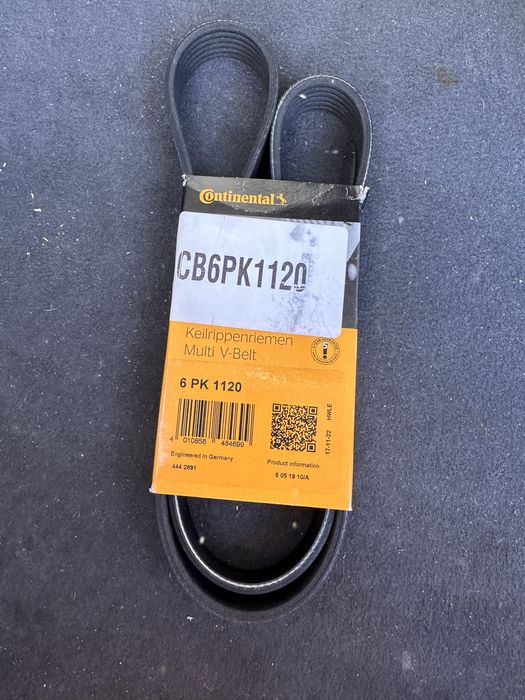 Continental
CB6PK1120
Keilrippenriemen
Multi V-Belt
6 PK 1120
4 010858 484699
Engineered In Germany
444 2891
Product information
5 05 19 10/A
17-11-22 HWLE